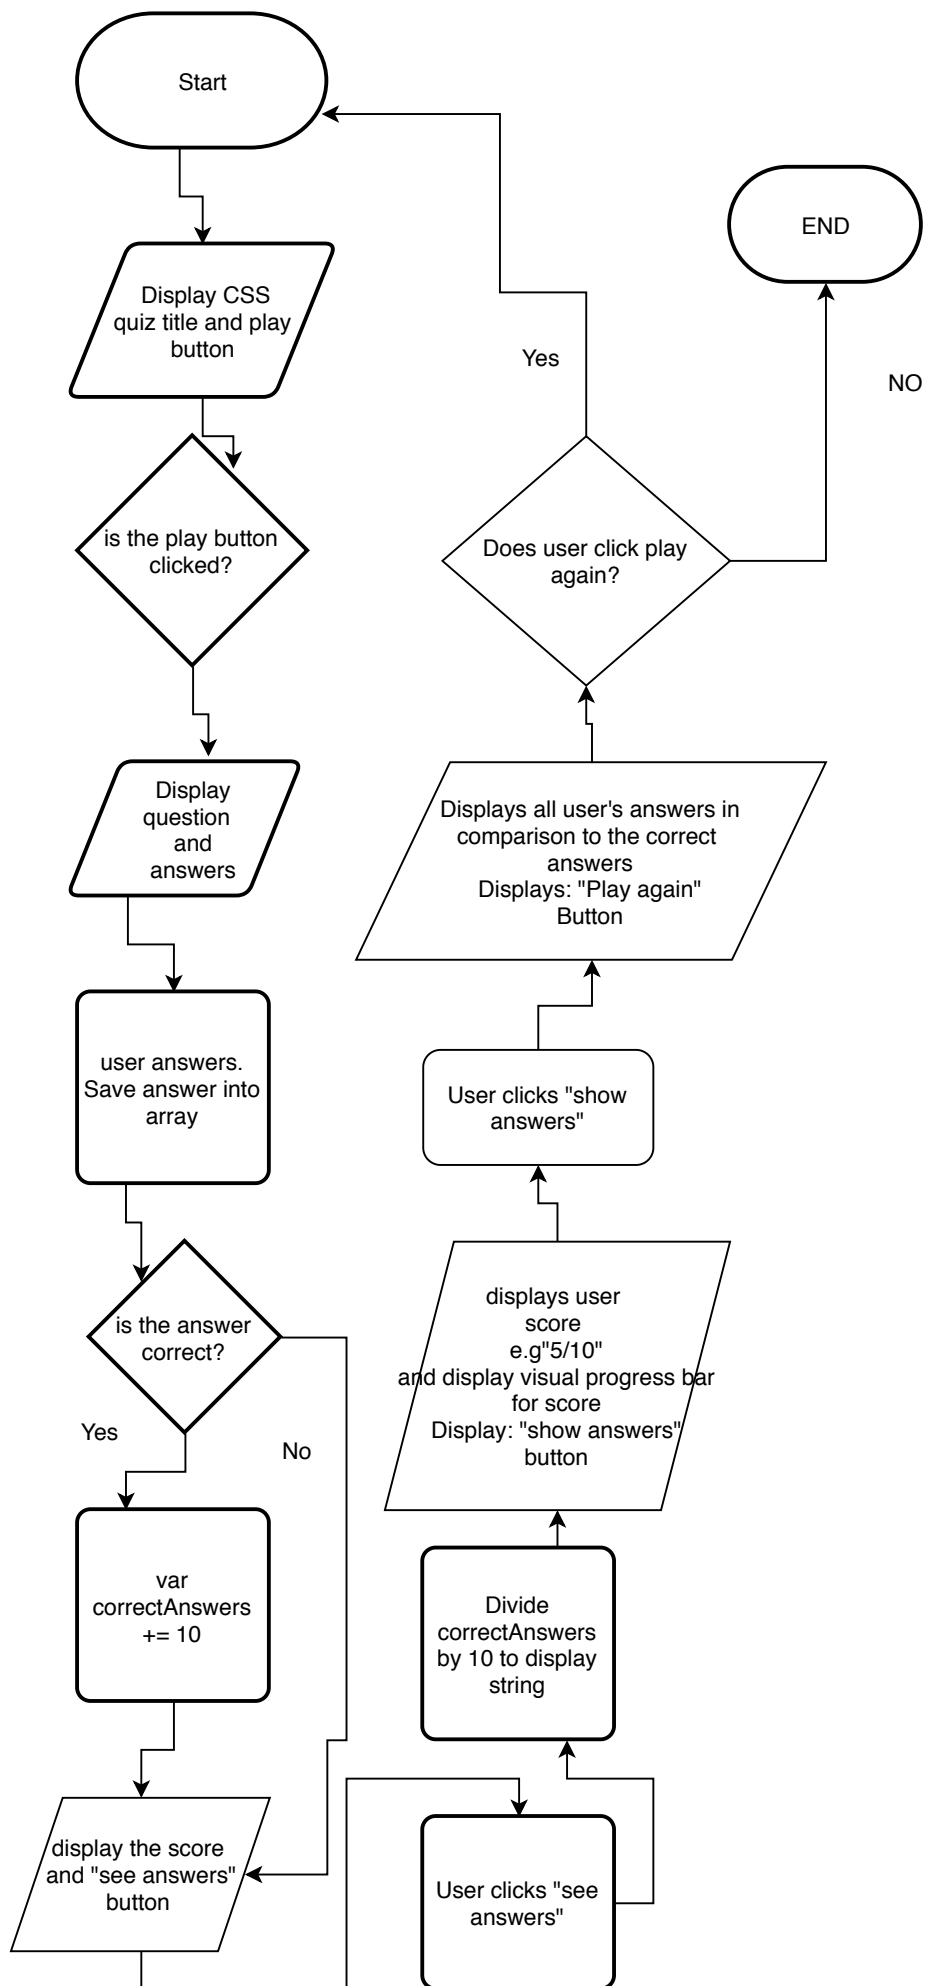 Start
Display CSS
quiz title and play
button
is the play button
clicked?
Display
question
and
answers
user answers.
Save answer into
array
is the answer
correct?
Yes
No
var
correctAnswers
+= 10
display the score
and "see answers"
button
User clicks "see
answers"
Divide
correctAnswers
by 10 to display
string
displays user
score
e.g"5/10"
and display visual progress bar
for score
Display: "show answers"
button
User clicks "show
answers"
Displays all user's answers in
comparison to the correct
answers
Displays: "Play again"
Button
Does user click play
again?
Yes
NO
END